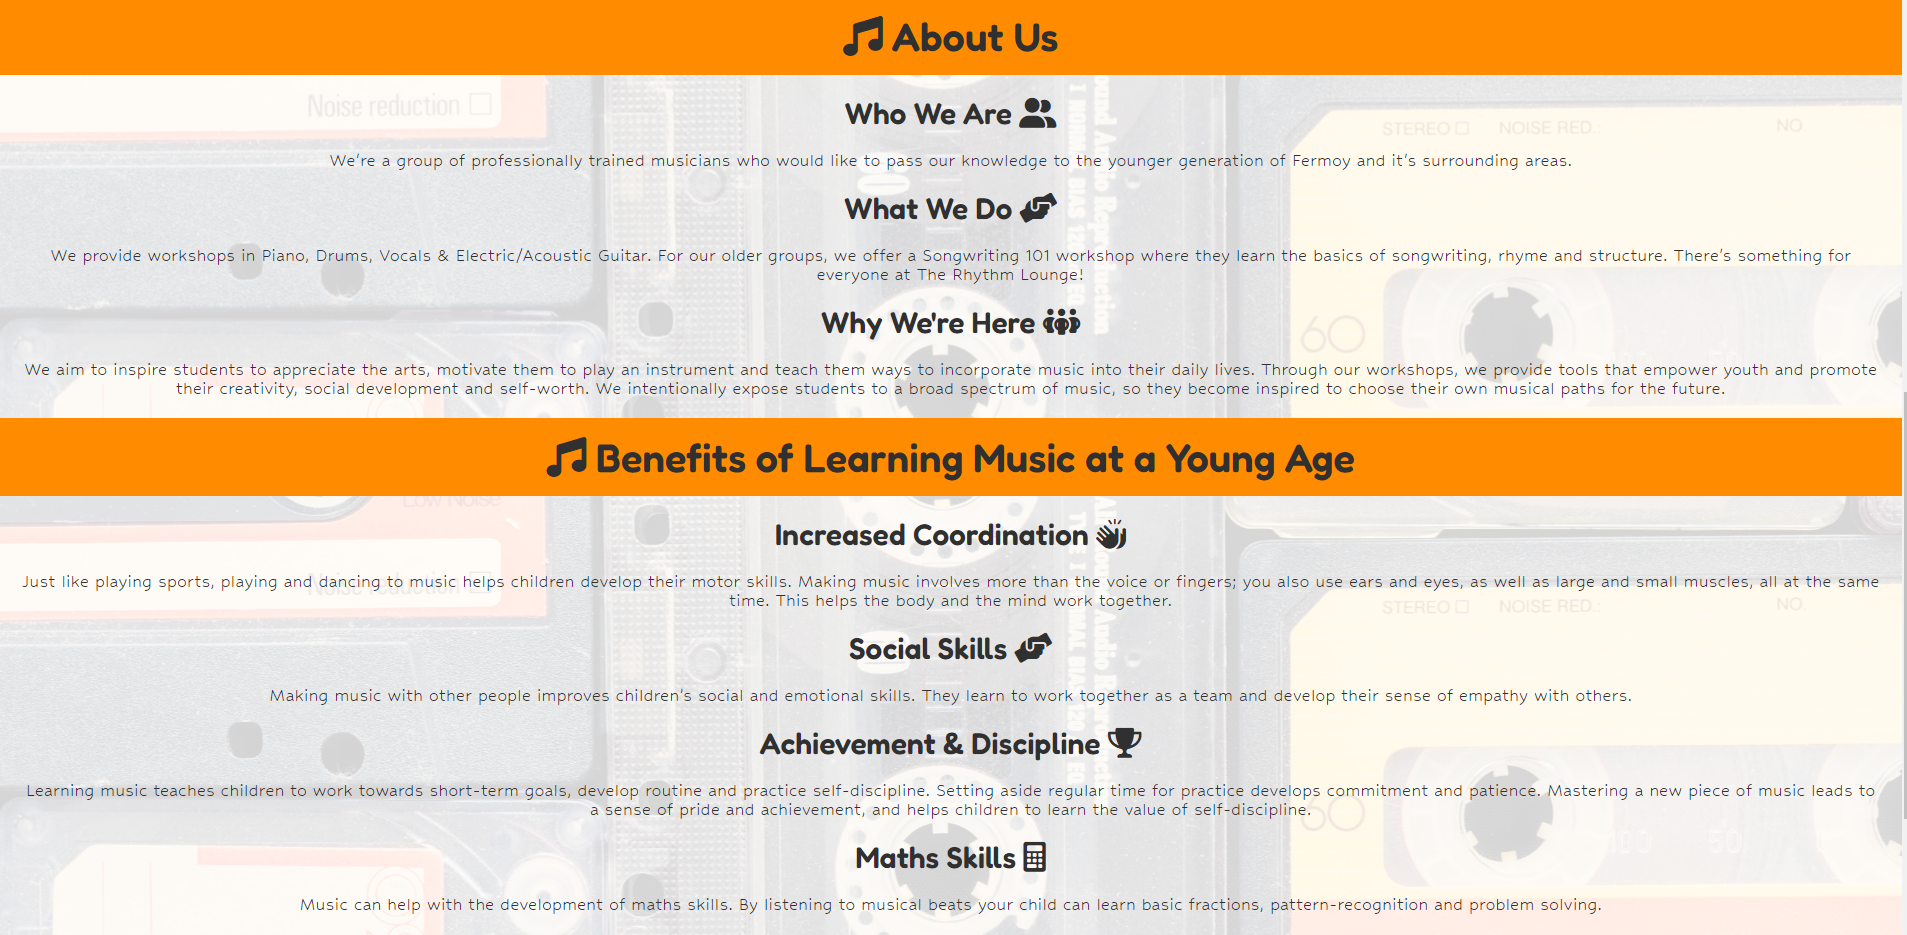 About Us
Noise reduction
STEREO NOISE RED.: NO.
Who We Are
We're a group of professionally trained musicians who would like to pass our knowledge to the younger generation of Fermoy and it's surrounding areas.
What We Do
We provide workshops in Piano, Drums, Vocals & Electric/Acoustic Guitar. For our older groups, we offer a Songwriting 101 workshop where they learn the basics of songwriting, rhyme and structure. There's something for
everyone at The Rhythm Lounge!
60
Why We're Here
We aim to inspire students to appreciate the arts, motivate them to play an instrument and teach them ways to incorporate music into their daily lives. Through our workshops, we provide tools that empower youth and promote
their creativity, social development and self-worth. We intentionally expose students to a broad spectrum of music, so they become inspired to choose their own musical paths for the future.
Benefits of Learning Music at a Young Age
Low Noise
Increased Coordination
Just like playing sports, playing and dancing to music helps children develop their motor skills. Making music involves more than the voice or fingers; you also use ears and eyes, as well as large and small muscles, all at the same
time. This helps the body and the mind work together.
Noise reduction
STEREO NOISE RED.: NO
Social Skills
Making music with other people improves children's social and emotional skills. They learn to work together as a team and develop their sense of empathy with others.
Achievement & Discipline
Learning music teaches children to work towards short-term goals, develop routine and practice self-discipline. Setting aside regular time for practice develops commitment and patience. Mastering a new piece of music leads to
a sense of pride and achievement, and helps children to learn the value of self-discipline.
60
Maths Skills
Music can help with the development of maths skills. By listening to musical beats your child can learn basic fractions, pattern-recognition and problem solving.